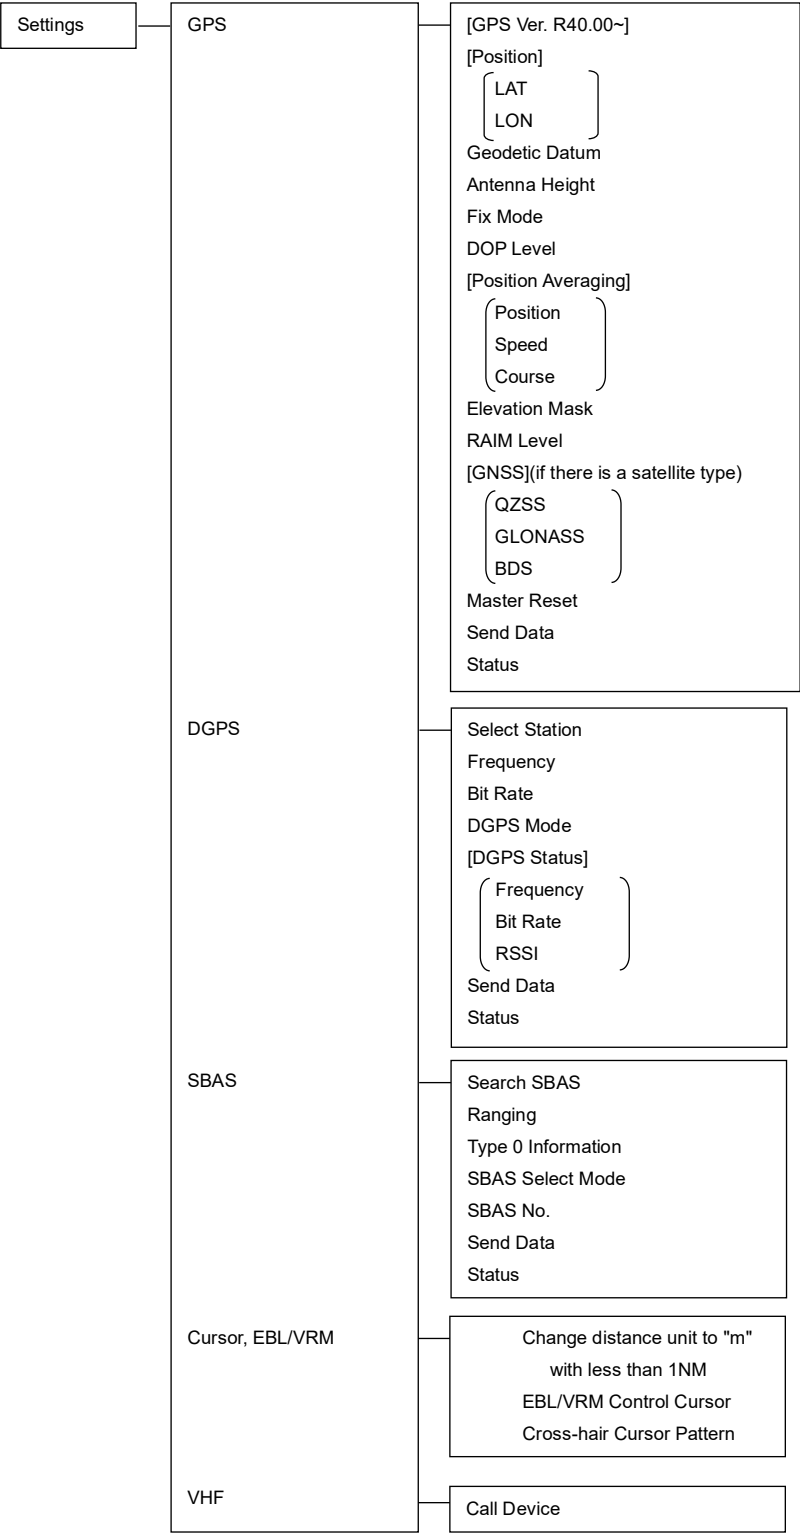 Settings
GPS
[GPS Ver. R40.00~]
[Position]
LAT
LON
Geodetic Datum
Antenna Height
Fix Mode
DOP Level
[Position Averaging]
Position
Speed
Course
Elevation Mask
RAIM Level
[GNSS](if there is a satellite type)
QZSS
GLONASS
BDS
Master Reset
Send Data
Status
DGPS
Select Station
Frequency
Bit Rate
DGPS Mode
[DGPS Status]
Frequency
Bit Rate
RSSI
Send Data
Status
SBAS
Search SBAS
Ranging
Type 0 Information
SBAS Select Mode
SBAS No.
Send Data
Status
Cursor, EBL/VRM
Change distance unit to "m"
with less than 1NM
EBL/VRM Control Cursor
Cross-hair Cursor Pattern
VHF
Call Device